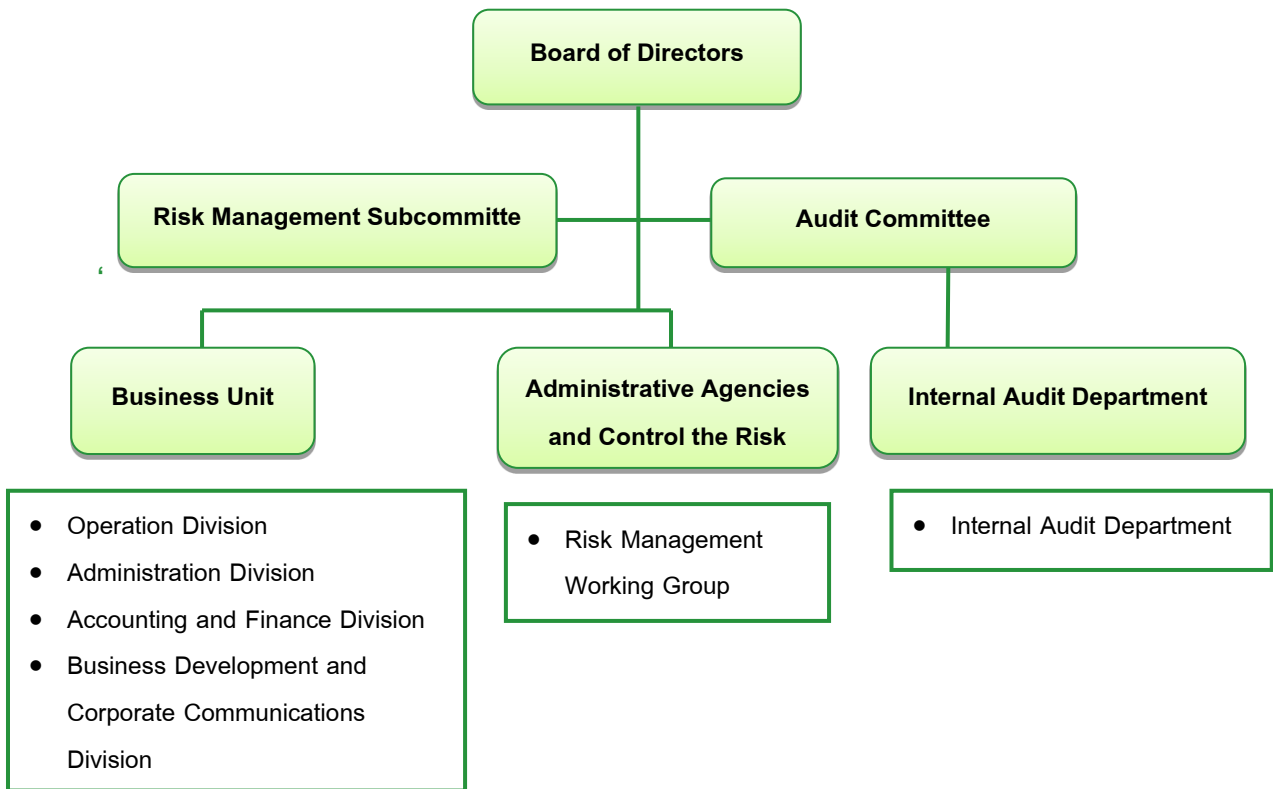 Board of Directors
Risk Management Subcommitte
Audit Committee
‘
Business Unit
Administrative Agencies
and Control the Risk
Internal Audit Department
● Operation Division
● Administration Division
● Accounting and Finance Division
● Business Development and
Corporate Communications
Division
● Risk Management
Working Group
● Internal Audit Department